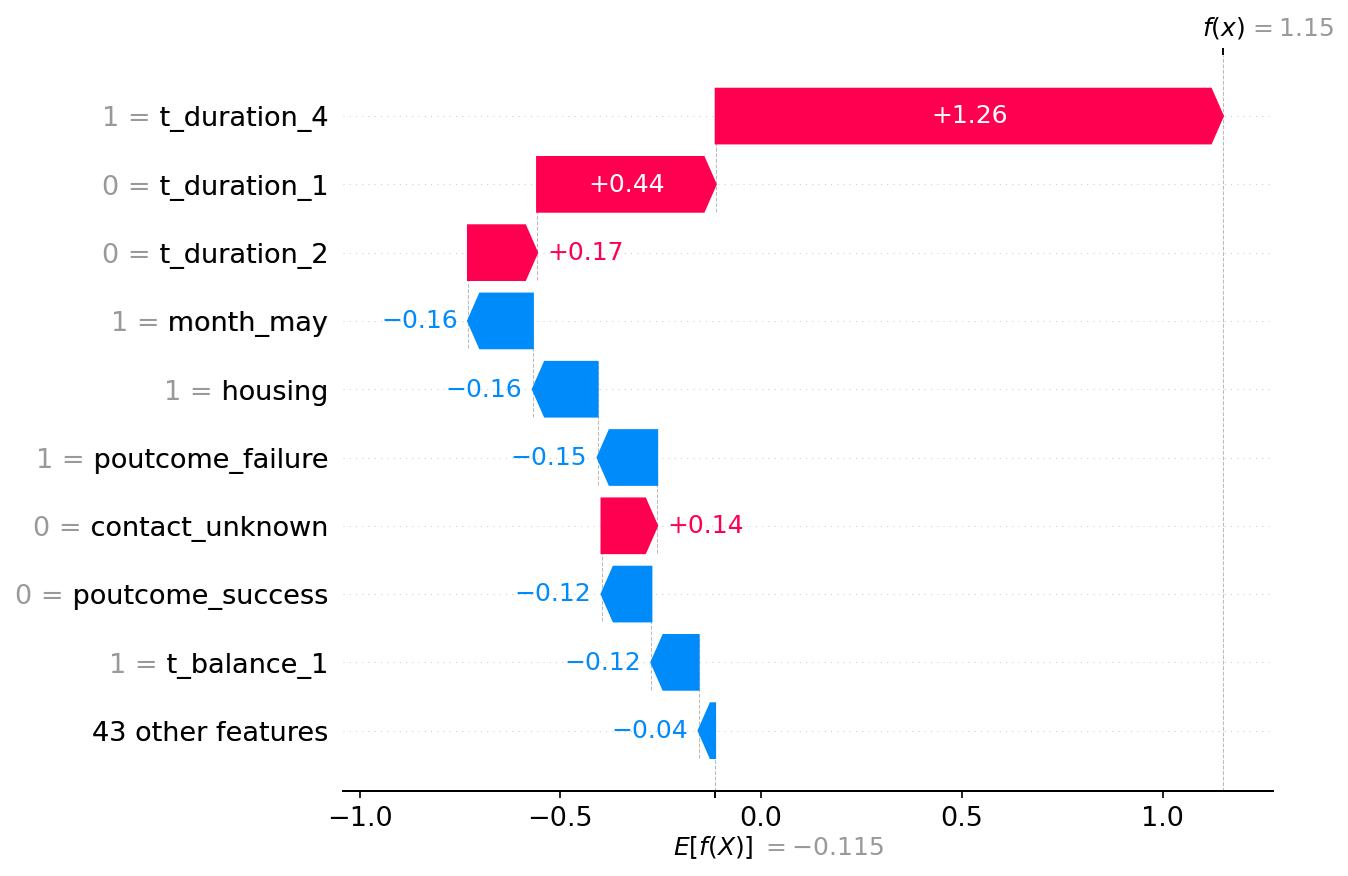 f(x) = 1.15
1 = t_duration_4 +1.26
0 = t_duration_1 +0.44
0 = t_duration_2 +0.17
1 = month_may −0.16
1 = housing −0.16
1 = poutcome_failure −0.15
0 = contact_unknown +0.14
0 = poutcome_success −0.12
1 = t_balance_1 −0.12
43 other features −0.04
−1.0 −0.5 0.0 0.5 1.0
E[f(X)] = −0.115